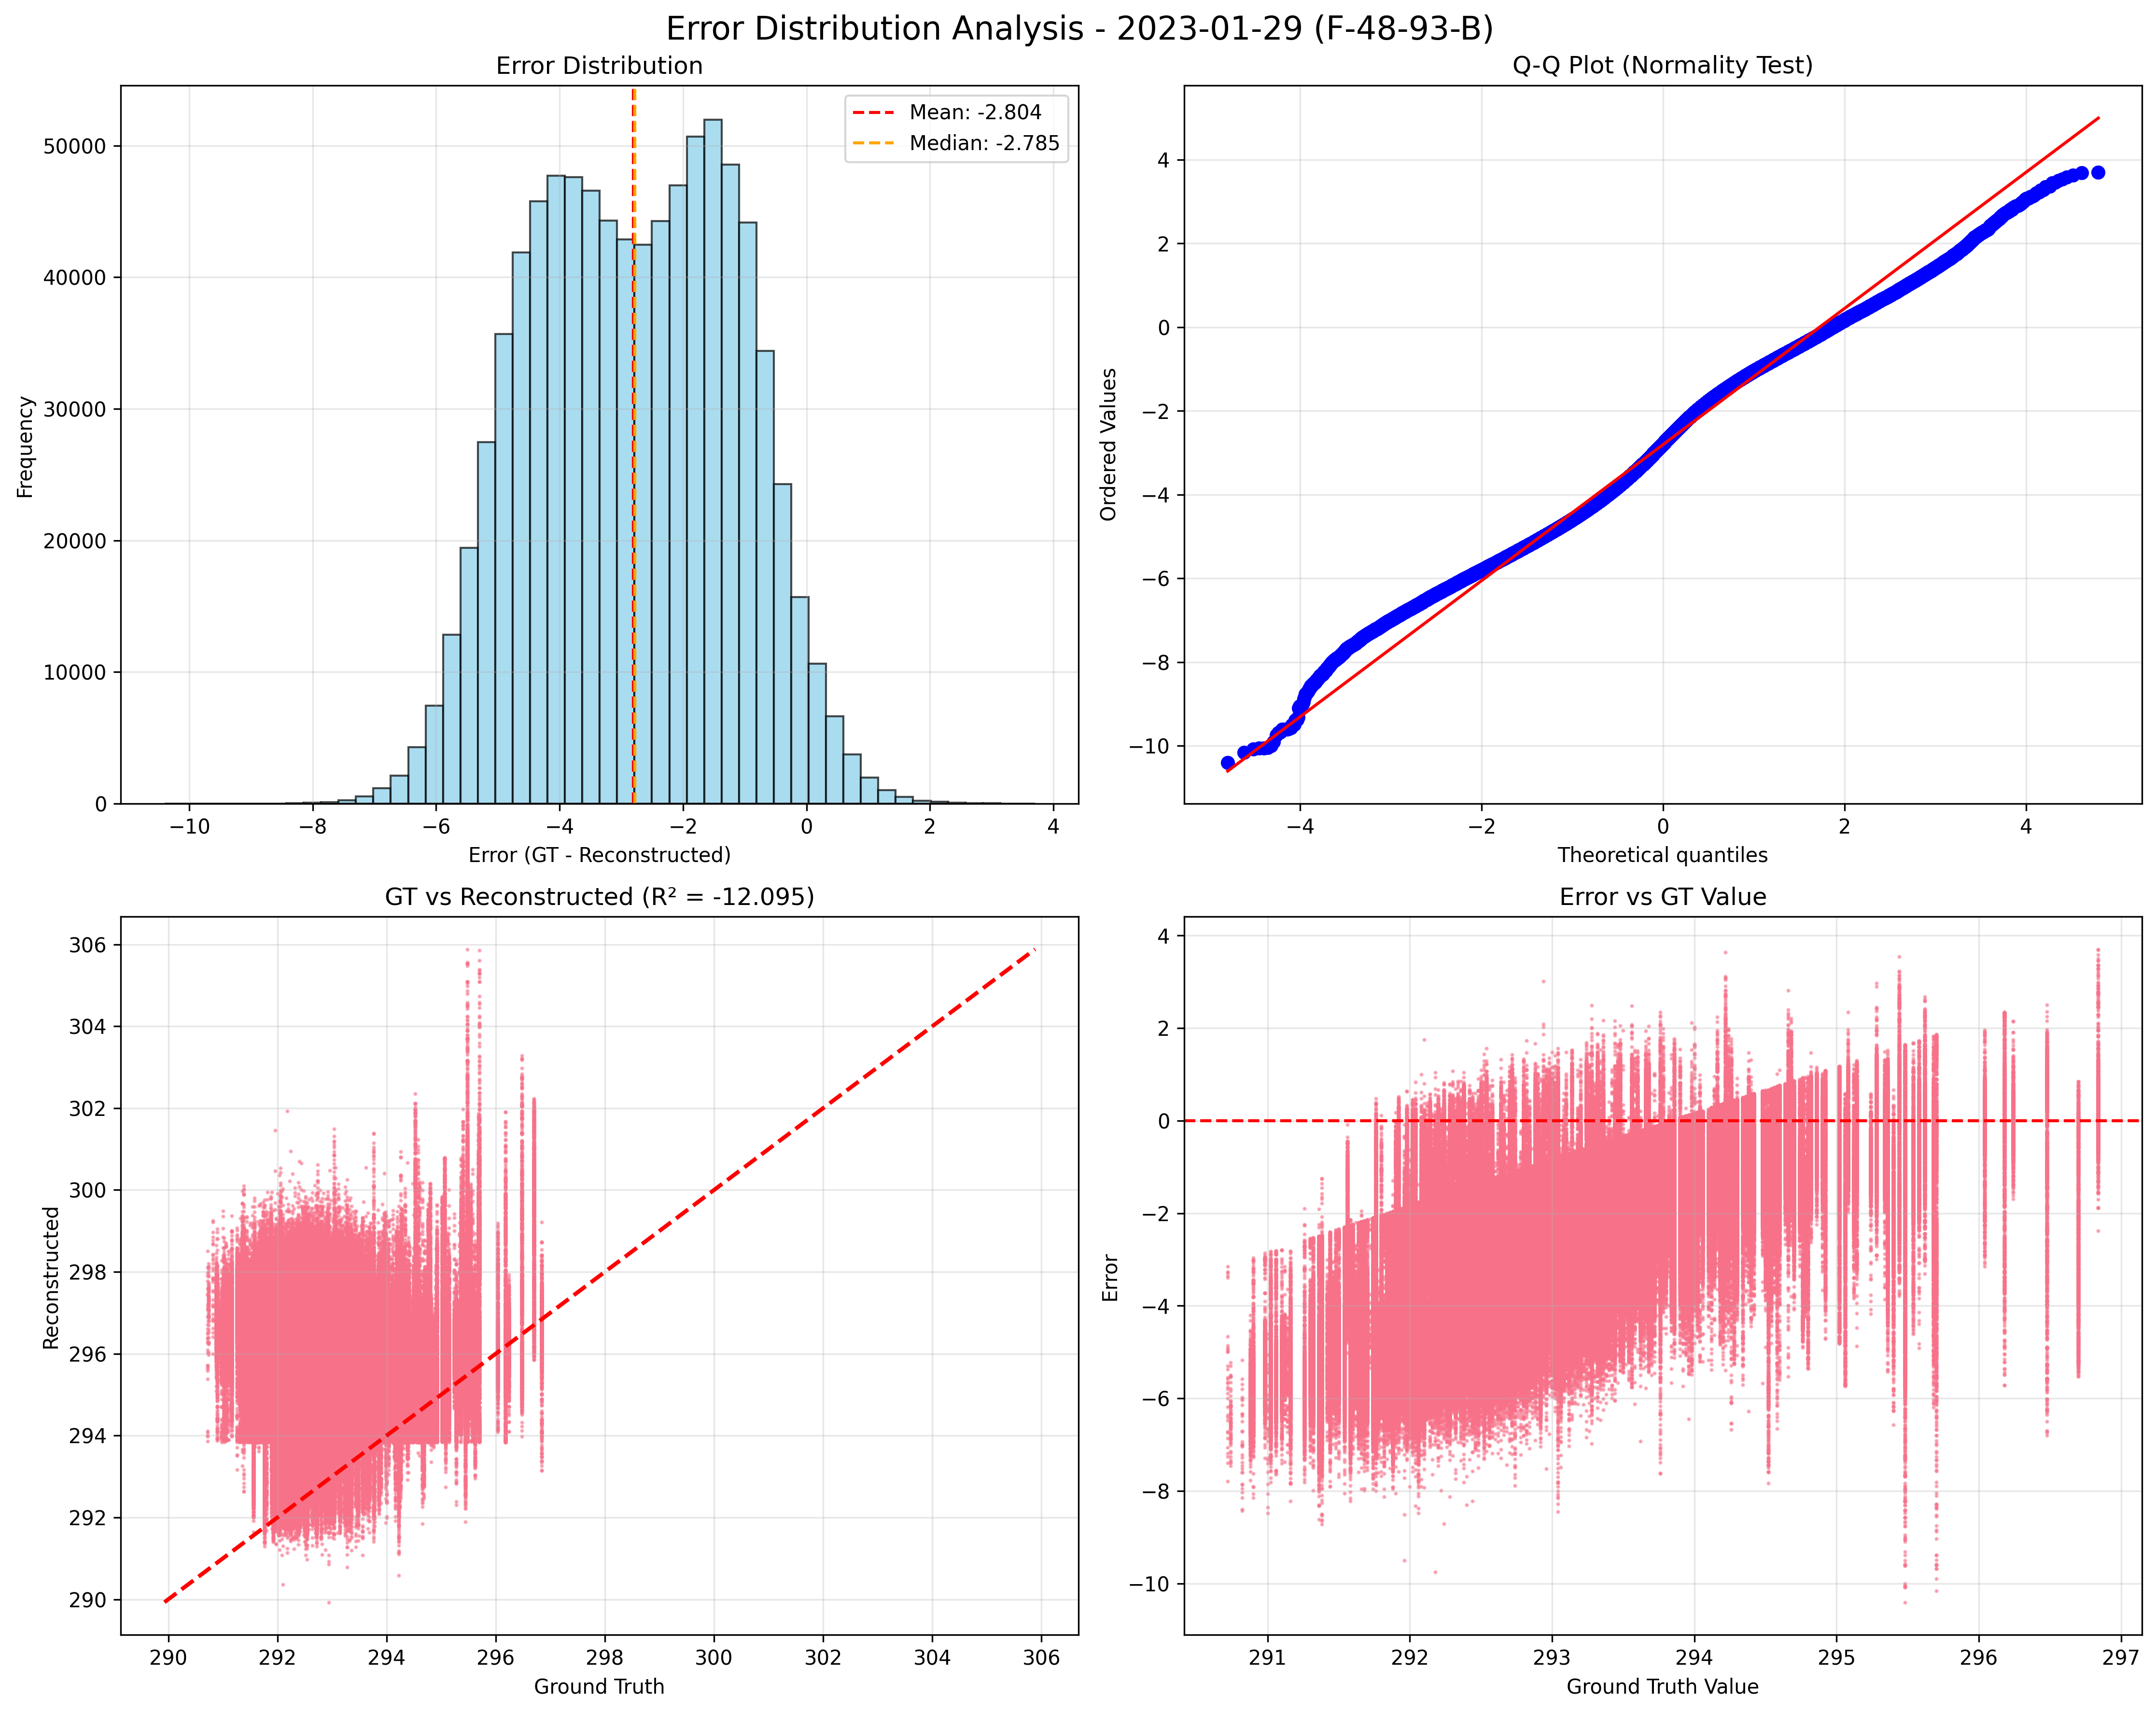 Error Distribution Analysis - 2023-01-29 (F-48-93-B)
Error Distribution
Mean: -2.804
Median: -2.785
50000
40000
30000
20000
10000
0
Frequency
−10 −8 −6 −4 −2 0 2 4
Error (GT - Reconstructed)
Q-Q Plot (Normality Test)
4
2
0
−2
−4
−6
−8
−10
Ordered Values
−4 −2 0 2 4
Theoretical quantiles
GT vs Reconstructed (R² = -12.095)
306
304
302
300
298
296
294
292
290
Reconstructed
290 292 294 296 298 300 302 304 306
Ground Truth
Error vs GT Value
4
2
0
−2
−4
−6
−8
−10
Error
291 292 293 294 295 296 297
Ground Truth Value